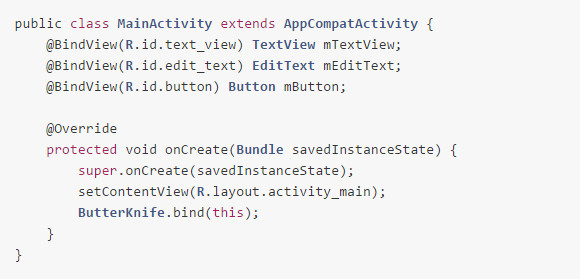 public class MainActivity extends AppCompatActivity {
    @BindView(R.id.text_view) TextView mTextView;
    @BindView(R.id.edit_text) EditText mEditText;
    @BindView(R.id.button) Button mButton;

    @Override
    protected void onCreate(Bundle savedInstanceState) {
        super.onCreate(savedInstanceState);
        setContentView(R.layout.activity_main);
        ButterKnife.bind(this);
    }
}